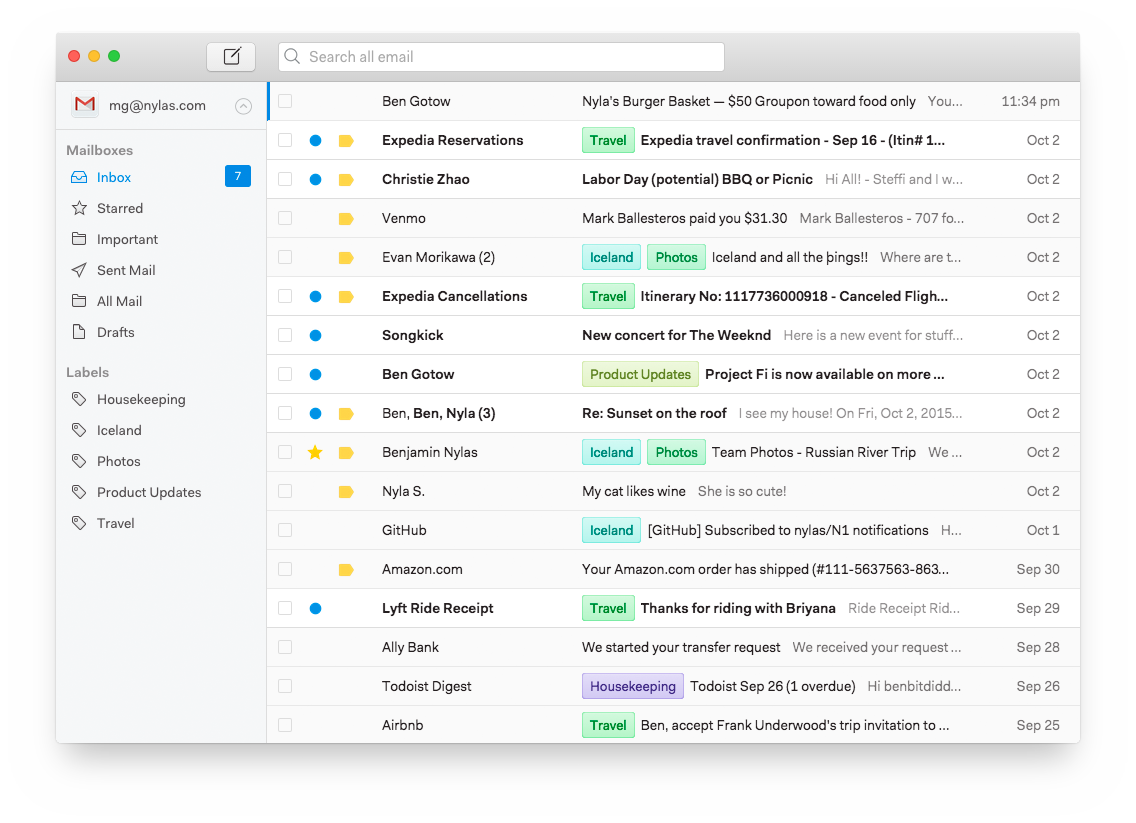 Search all email
mg@nylas.com
Mailboxes
Inbox 7
Starred
Important
Sent Mail
All Mail
Drafts
Labels
Housekeeping
Iceland
Photos
Product Updates
Travel
Ben Gotow Nyla's Burger Basket — $50 Groupon toward food only You... 11:34 pm
Expedia Reservations Travel Expedia travel confirmation - Sep 16 - (Itin# 1... Oct 2
Christie Zhao Labor Day (potential) BBQ or Picnic Hi All! - Steffi and I w... Oct 2
Venmo Mark Ballesteros paid you $31.30 Mark Ballesteros - 707 fo... Oct 2
Evan Morikawa (2) Iceland Photos Iceland and all the þings!! Where are t... Oct 2
Expedia Cancellations Travel Itinerary No: 1117736000918 - Canceled Fligh... Oct 2
Songkick New concert for The Weeknd Here is a new event for stuff... Oct 2
Ben Gotow Product Updates Project Fi is now available on more ... Oct 2
Ben, Ben, Nyla (3) Re: Sunset on the roof I see my house! On Fri, Oct 2, 2015... Oct 2
Benjamin Nylas Iceland Photos Team Photos - Russian River Trip We ... Oct 2
Nyla S. My cat likes wine She is so cute! Oct 2
GitHub Iceland [GitHub] Subscribed to nylas/N1 notifications H... Oct 1
Amazon.com Your Amazon.com order has shipped (#111-5637563-863... Sep 30
Lyft Ride Receipt Travel Thanks for riding with Briyana Ride Receipt Rid... Sep 29
Ally Bank We started your transfer request We received your request ... Sep 28
Todoist Digest Housekeeping Todoist Sep 26 (1 overdue) Hi benbitdidd... Sep 26
Airbnb Travel Ben, accept Frank Underwood's trip invitation to ... Sep 25